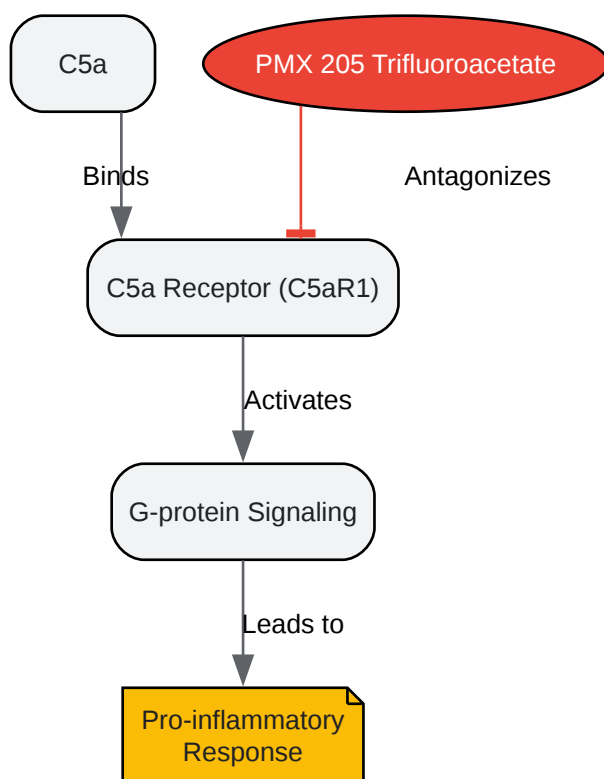 C5a
PMX 205 Trifluoroacetate
Binds
Antagonizes
C5a Receptor (C5aR1)
Activates
G-protein Signaling
Leads to
Pro-inflammatory
Response